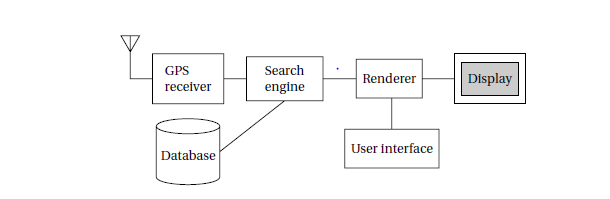 GPS
receiver
Search
engine
Renderer
Display
Database
User interface